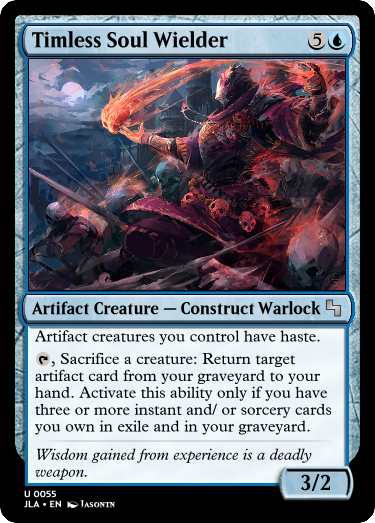 Timless Soul Wielder 5
Artifact Creature — Construct Warlock
Artifact creatures you control have haste.
, Sacrifice a creature: Return target
artifact card from your graveyard to your
hand. Activate this ability only if you have
three or more instant and/ or sorcery cards
you own in exile and in your graveyard.
Wisdom gained from experience is a deadly
weapon.
3/2
U 0055
JLA • EN Jasontn